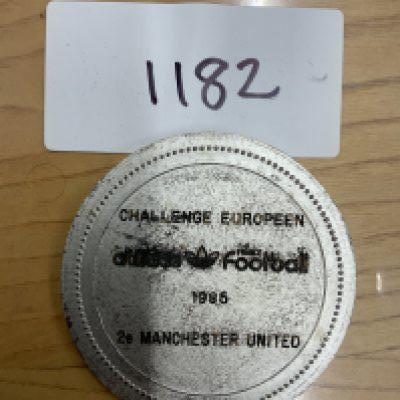 1182
CHALLENGE EUROPEEN
adidas Football
1985
2e MANCHESTER UNITED